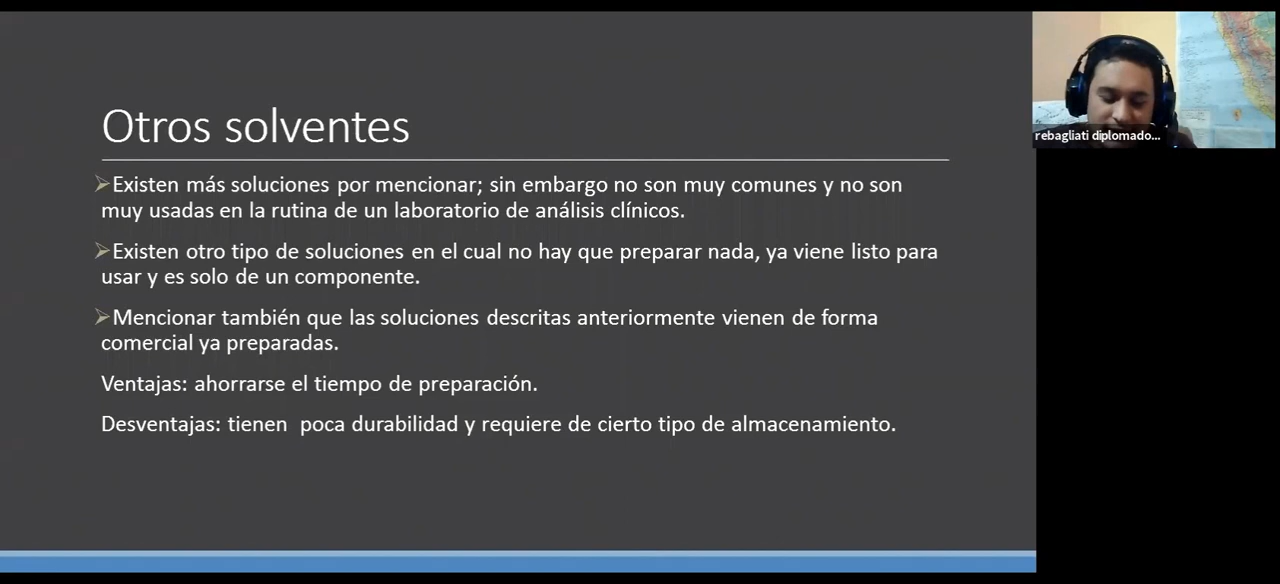 Otros solventes
➢Existen más soluciones por mencionar; sin embargo no son muy comunes y no son
muy usadas en la rutina de un laboratorio de análisis clínicos.
➢Existen otro tipo de soluciones en el cual no hay que preparar nada, ya viene listo para
usar y es solo de un componente.
➢Mencionar también que las soluciones descritas anteriormente vienen de forma
comercial ya preparadas.
Ventajas: ahorrarse el tiempo de preparación.
Desventajas: tienen  poca durabilidad y requiere de cierto tipo de almacenamiento.
rebagliati diplomado...